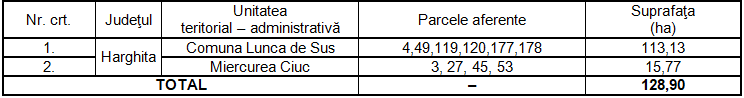 Nr. crt. Judeţul Unitatea teritorial – administrativă Parcele aferente Suprafaţa (ha)
1. Harghita Comuna Lunca de Sus 4,49,119,120,177,178 113,13
2. Miercurea Ciuc 3, 27, 45, 53 15,77
TOTAL – 128,90